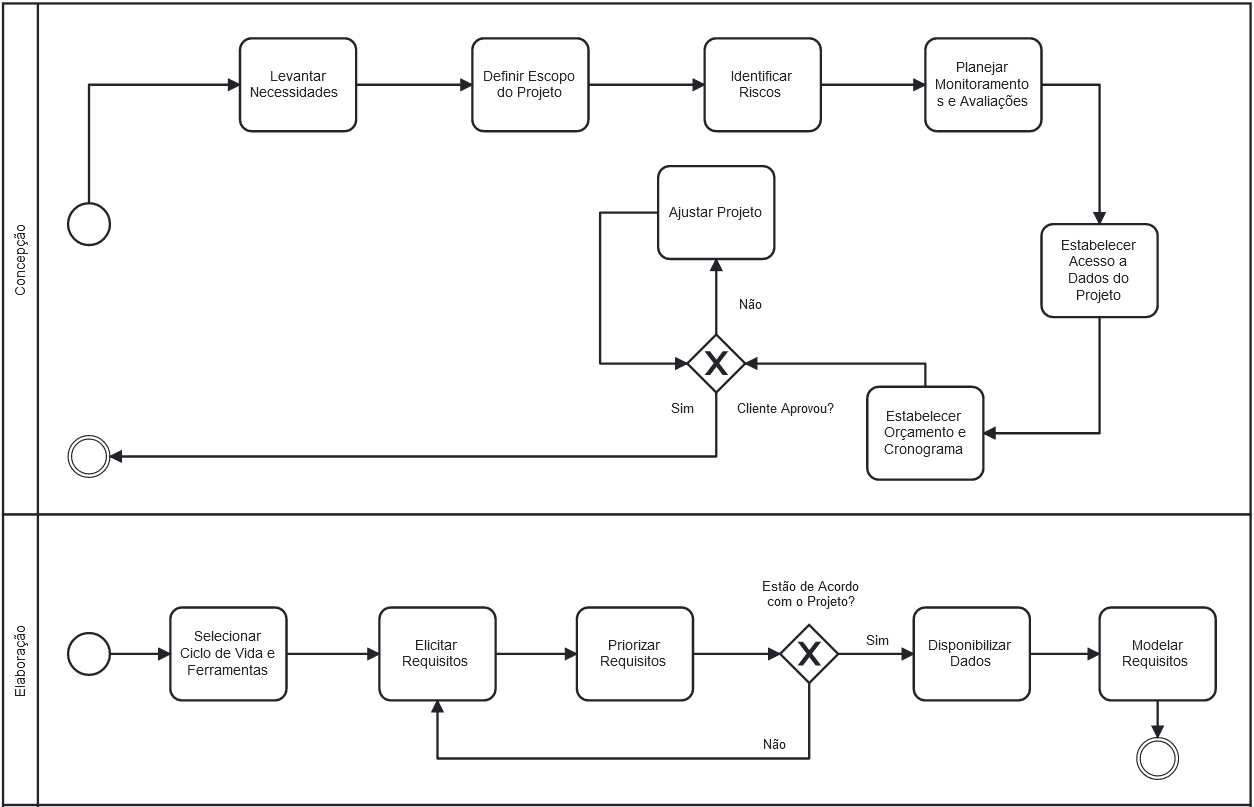 Concepção
Levantar
Necessidades
Definir Escopo
do Projeto
Identificar
Riscos
Planejar
Monitoramento
s e Avaliações
Ajustar Projeto
Estabelecer
Acesso a
Dados do
Projeto
Não
X
Sim
Cliente Aprovou?
Estabelecer
Orçamento e
Cronograma
Elaboração
Selecionar
Ciclo de Vida e
Ferramentas
Elicitar
Requisitos
Priorizar
Requisitos
Estão de Acordo
com o Projeto?
X
Sim
Não
Disponibilizar
Dados
Modelar
Requisitos